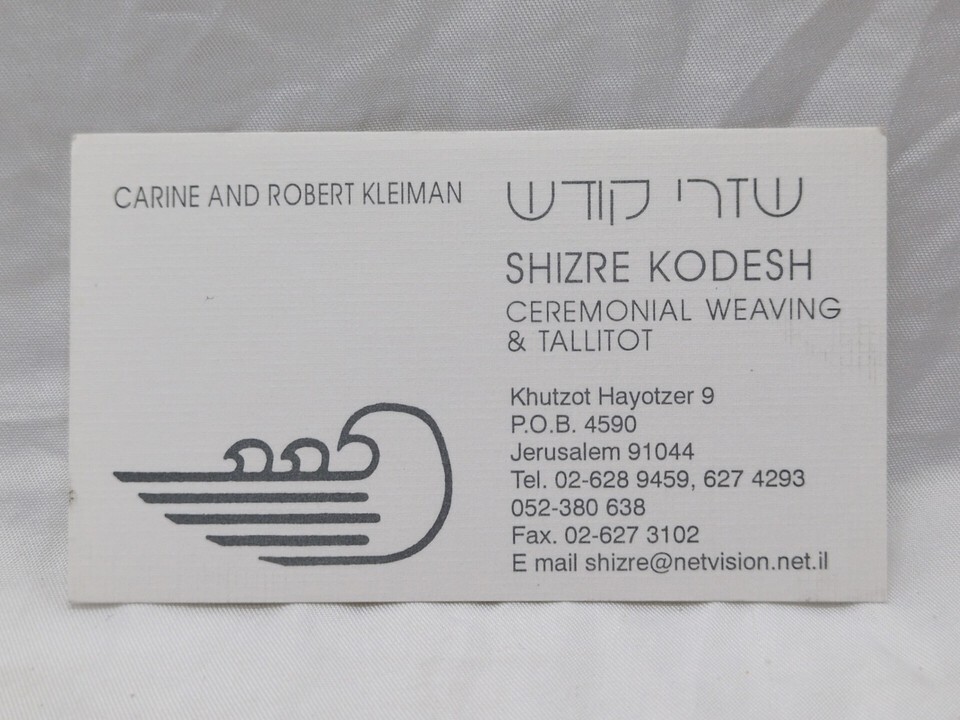 CARINE AND ROBERT KLEIMAN
שזרי קודש
SHIZRE KODESH
CEREMONIAL WEAVING
& TALLITOT
Khutzot Hayotzer 9
P.O.B. 4590
Jerusalem 91044
Tel. 02-628 9459, 627 4293
052-380 638
Fax. 02-627 3102
E mail shizre@netvision.net.il